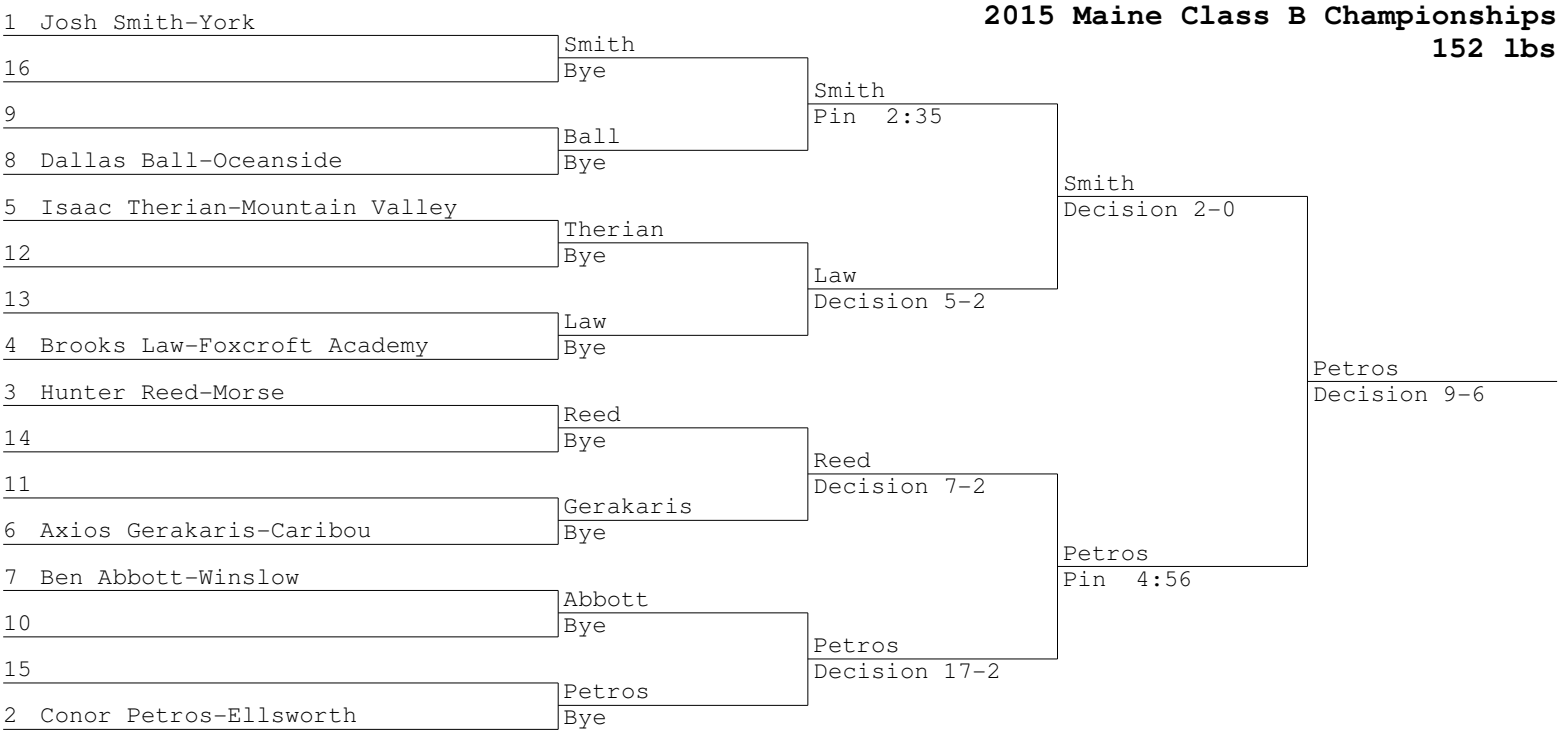 2015 Maine Class B Championships
152 lbs
1 Josh Smith-York
16
9
8 Dallas Ball-Oceanside
5 Isaac Therian-Mountain Valley
12
13
4 Brooks Law-Foxcroft Academy
3 Hunter Reed-Morse
14
11
6 Axios Gerakaris-Caribou
7 Ben Abbott-Winslow
10
15
2 Conor Petros-Ellsworth
Smith
Bye
Ball
Bye
Therian
Bye
Law
Bye
Reed
Bye
Gerakaris
Bye
Abbott
Bye
Petros
Bye
Smith
Pin 2:35
Law
Decision 5-2
Reed
Decision 7-2
Petros
Decision 17-2
Smith
Decision 2-0
Petros
Pin 4:56
Petros
Decision 9-6